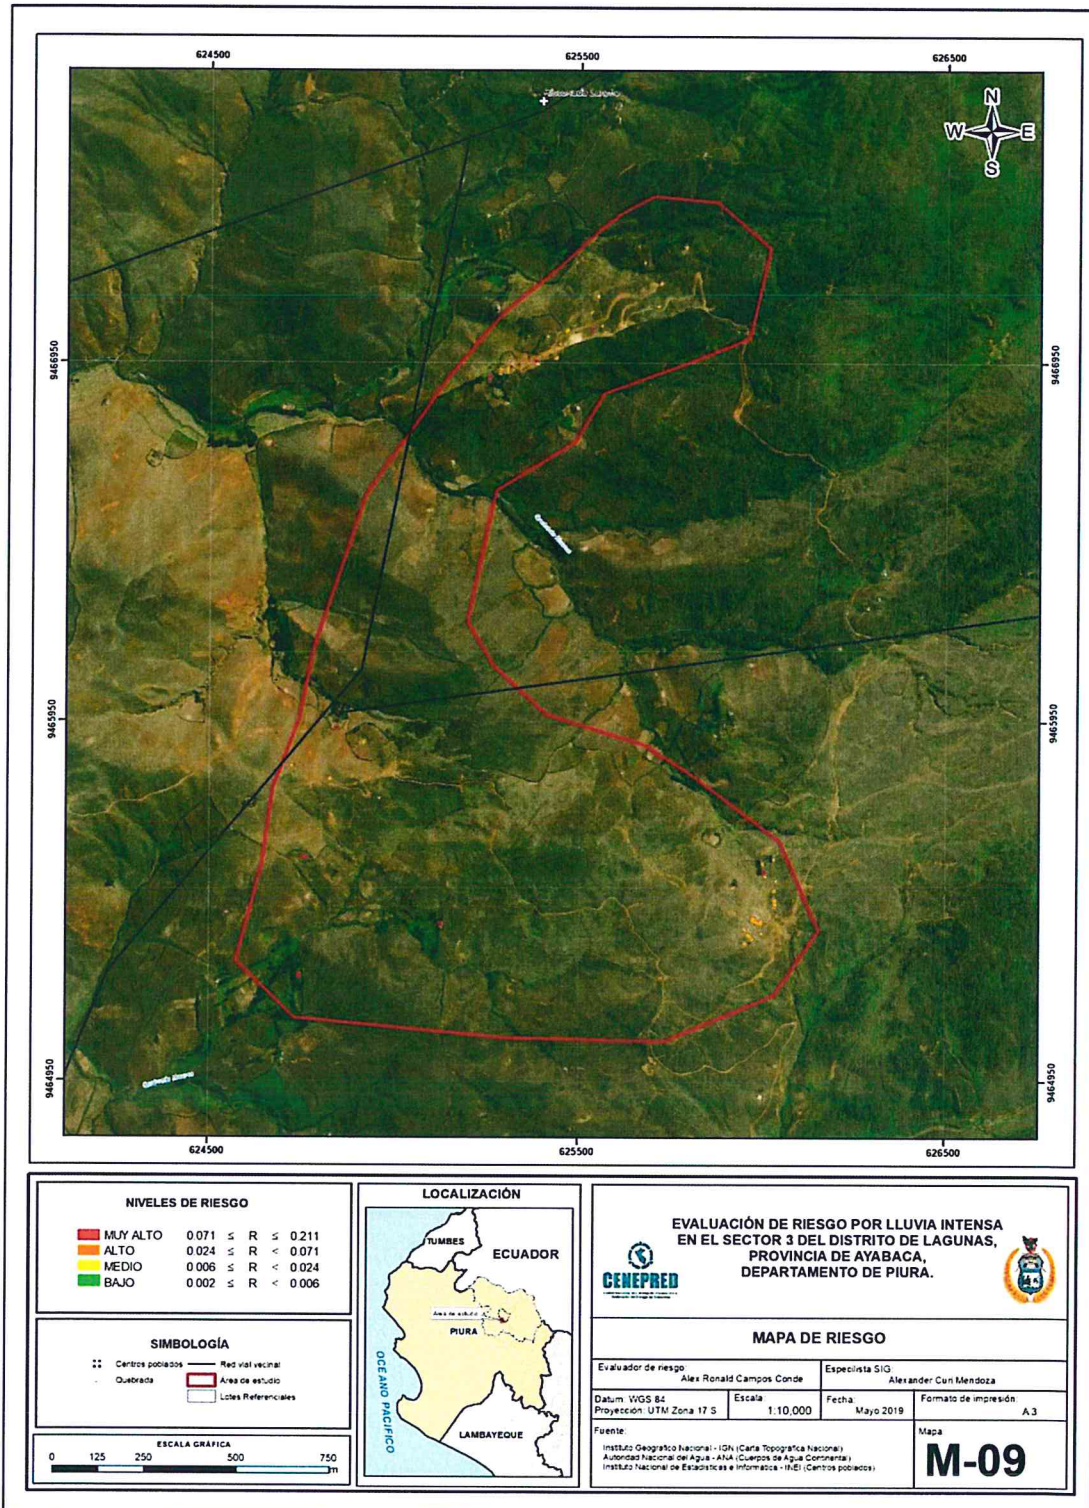 624500
625500
626500
N
W
E
S
9466950
9466950
9465950
9465950
9464950
9464950
624500
625500
626500
NIVELES DE RIESGO
MUY ALTO 0.071 ≤ R ≤ 0.211
ALTO 0.024 ≤ R < 0.071
MEDIO 0.006 ≤ R < 0.024
BAJO 0.002 ≤ R < 0.006
SIMBOLOGÍA
Centros poblados
Red vial vecinal
Quebrada
Area de estudio
Lotes Referenciales
ESCALA GRÁFICA
0 125 250 500 750
m
LOCALIZACIÓN
TUMBES
ECUADOR
Area de estudio
PIURA
OCEANO PACIFICO
LAMBAYEQUE
CENEPRED
EVALUACIÓN DE RIESGO POR LLUVIA INTENSA
EN EL SECTOR 3 DEL DISTRITO DE LAGUNAS,
PROVINCIA DE AYABACA,
DEPARTAMENTO DE PIURA.
MAPA DE RIESGO
Evaluador de riesgo:
Alex Ronald Campos Conde
Especilista SIG:
Alexander Curi Mendoza
Datum: WGS 84
Proyección: UTM Zona 17 S
Escala:
1:10,000
Fecha:
Mayo 2019
Formato de impresión:
A 3
Fuente:
Instituto Geográfico Nacional - IGN (Carta Topográfica Nacional)
Autoridad Nacional del Agua - ANA (Cuerpos de Agua Continental)
Instituto Nacional de Estadísticas e Informática - INEI (Centros poblados)
Mapa
M-09